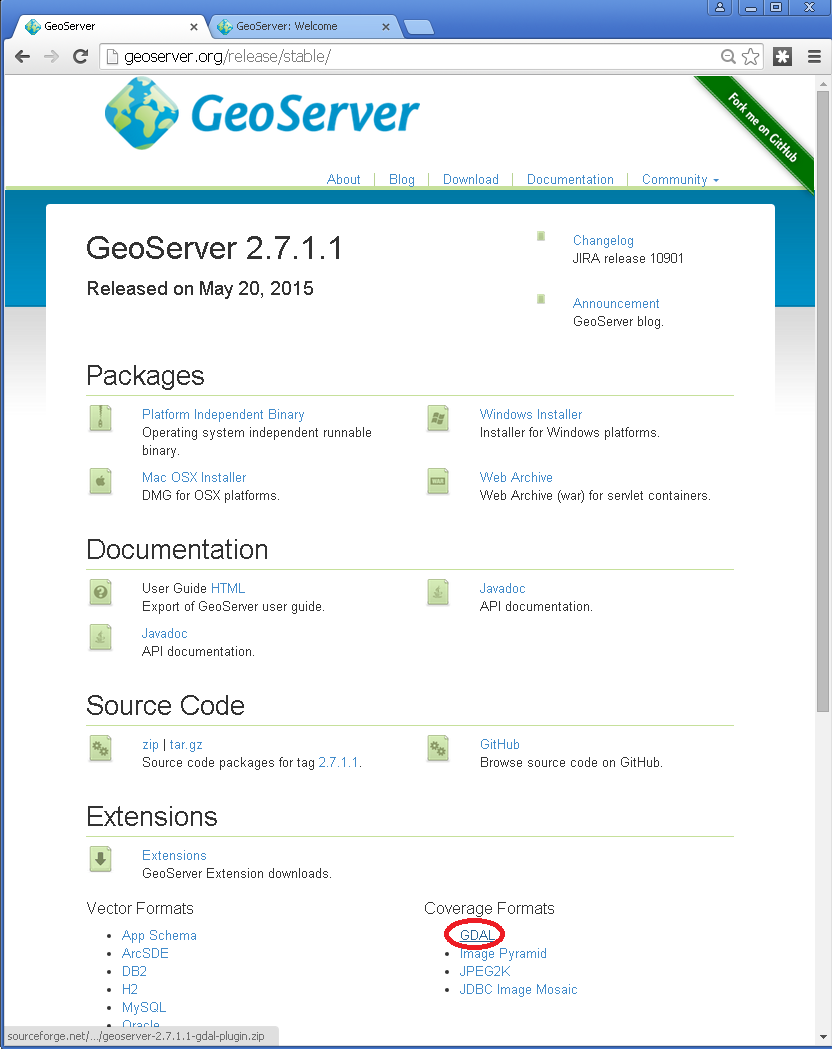 GeoServer
GeoServer: Welcome
geoserver.org/release/stable/
GeoServer
Fork me on GitHub
About
Blog
Download
Documentation
Community
GeoServer 2.7.1.1
Released on May 20, 2015
Changelog
JIRA release 10901
Announcement
GeoServer blog.
Packages
Platform Independent Binary
Operating system independent runnable
binary.
Windows Installer
Installer for Windows platforms.
Mac OSX Installer
DMG for OSX platforms.
Web Archive
Web Archive (war) for servlet containers.
Documentation
User Guide HTML
Export of GeoServer user guide.
Javadoc
API documentation.
Javadoc
API documentation.
Source Code
zip | tar.gz
Source code packages for tag 2.7.1.1.
GitHub
Browse source code on GitHub.
Extensions
Extensions
GeoServer Extension downloads.
Vector Formats
App Schema
ArcSDE
DB2
H2
MySQL
Oracle
Coverage Formats
GDAL
Image Pyramid
JPEG2K
JDBC Image Mosaic
sourceforge.net/.../geoserver-2.7.1.1-gdal-plugin.zip